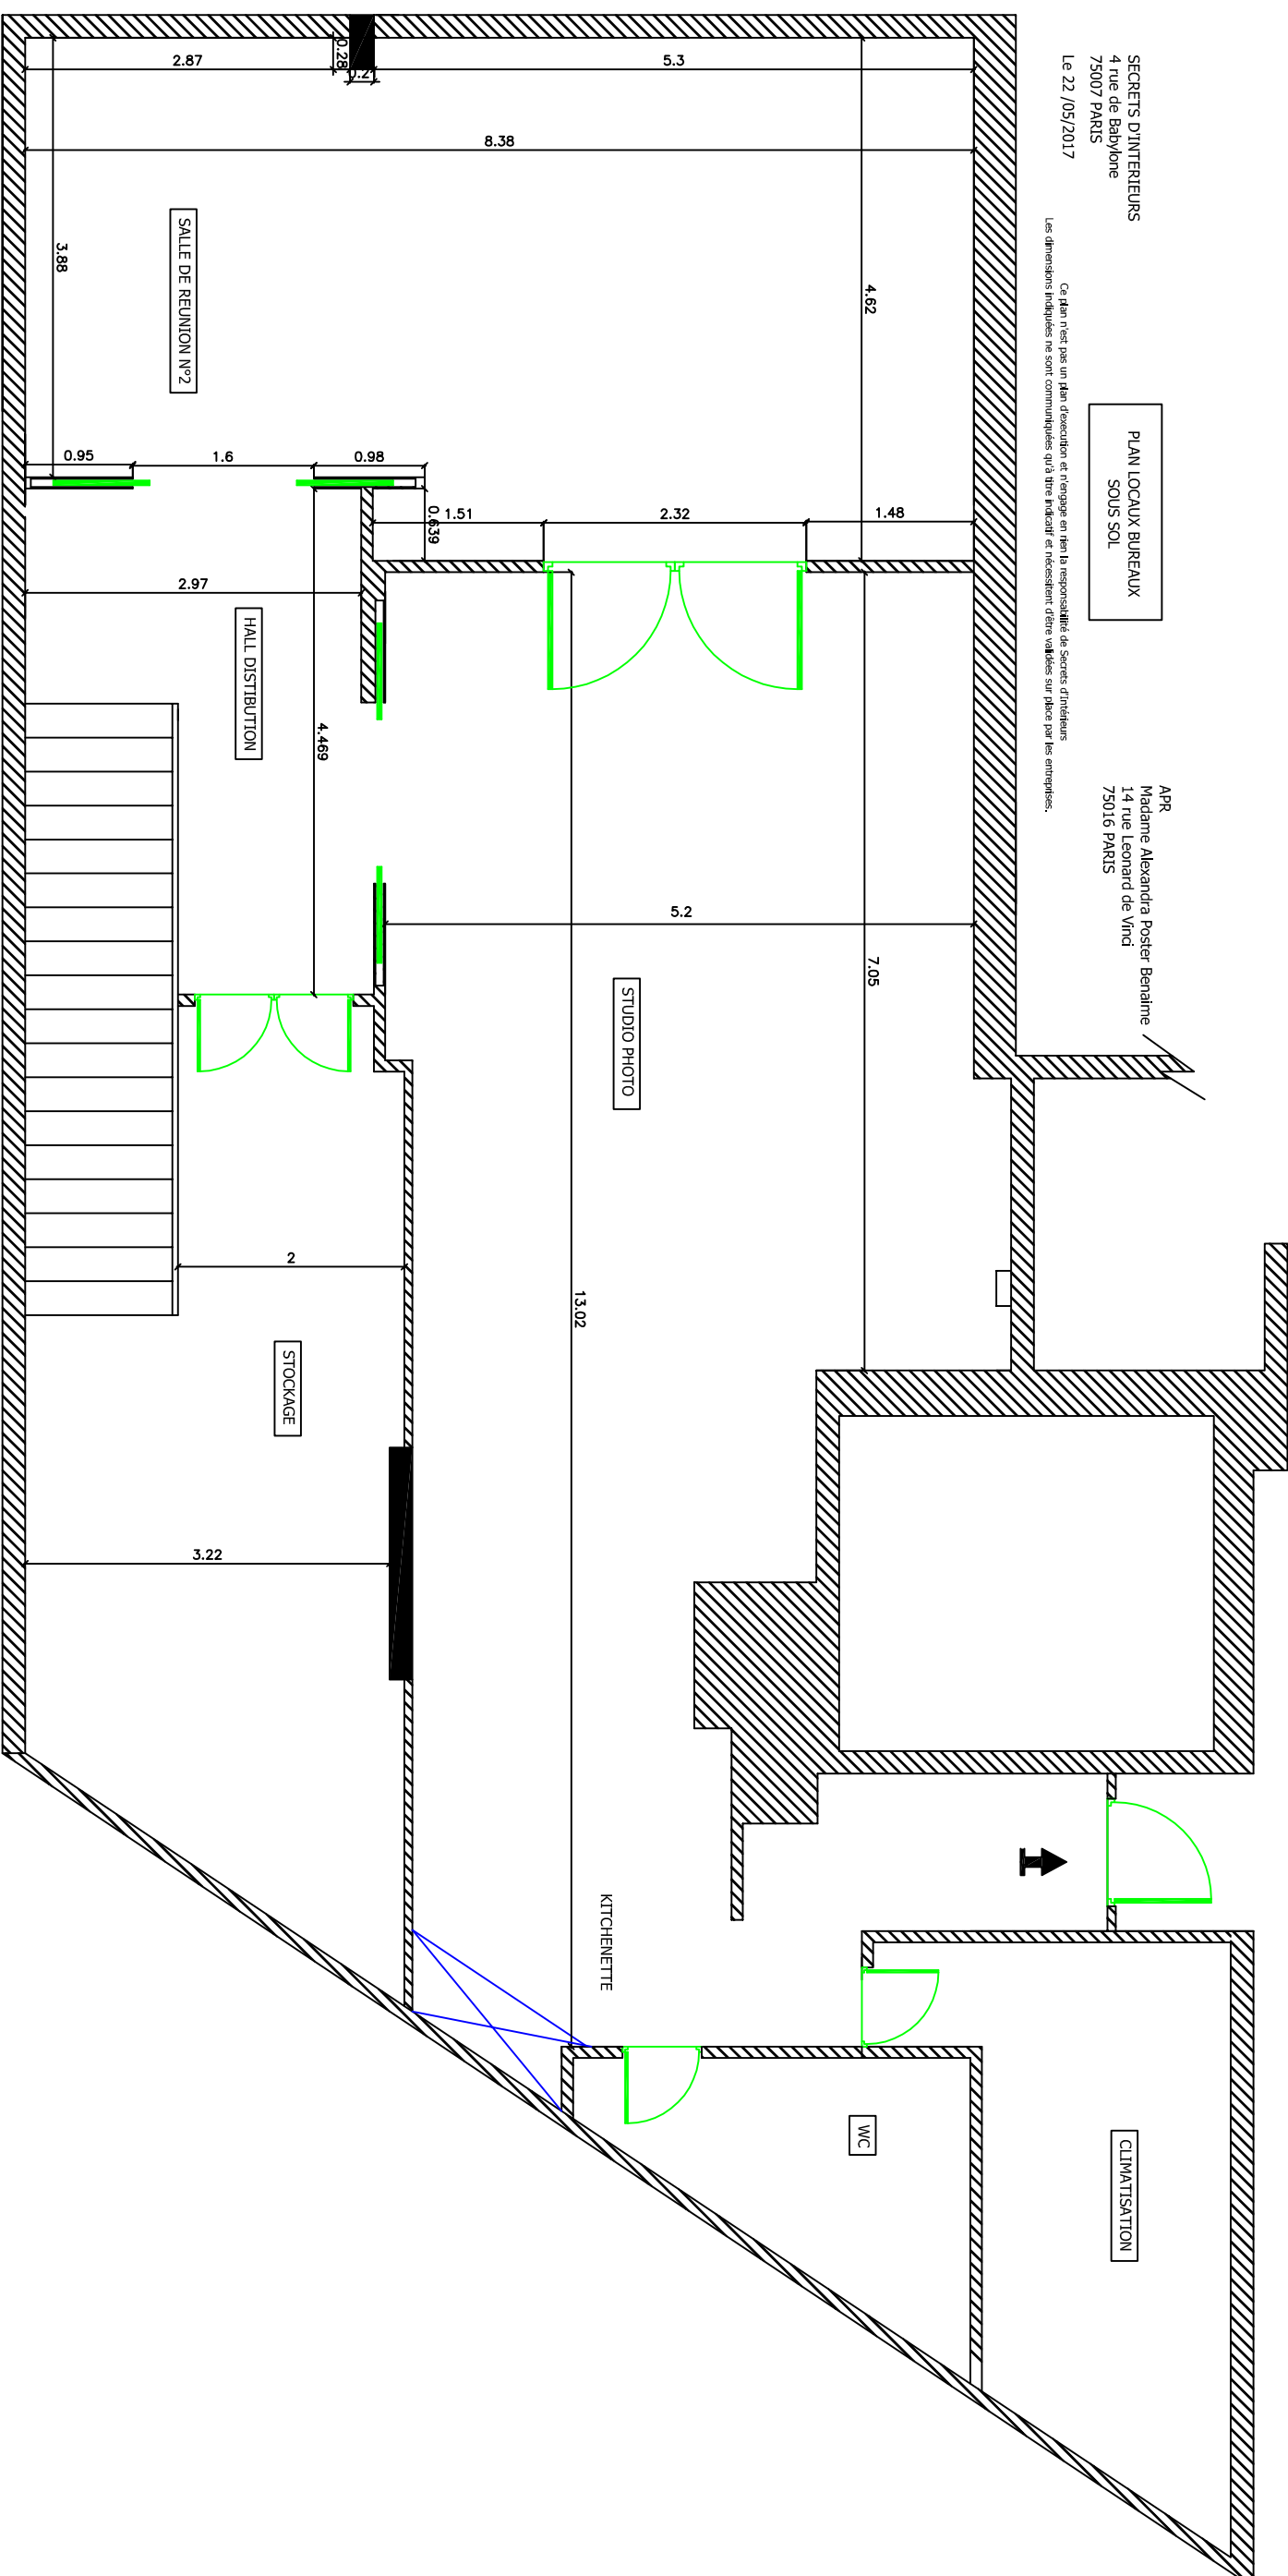 SECRETS D'INTERIEURS
4 rue de Babylone
75007 PARIS
Le 22 /05/2017
PLAN LOCAUX BUREAUX
SOUS SOL
Ce plan n'est pas un plan d'execution et n'engage en rien la responsabilité de Secrets d'Intérieurs
Les dimensions indiquées ne sont communiquées qu'à titre indicatif et nécessitent d'être validées sur place par les entreprises.
APR
Madame Alexandra Poster Benaime
14 rue Leonard de Vinci
75016 PARIS
2.87
0.28
0.2
5.3
8.38
3.88
4.62
SALLE DE REUNION N°2
0.95
1.6
0.98
0.639
1.51
2.32
1.48
2.97
HALL DISTIBUTION
4.469
5.2
7.05
STUDIO PHOTO
13.02
2
STOCKAGE
3.22
KITCHENETTE
WC
CLIMATISATION